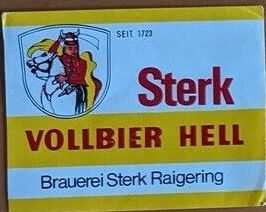 SEIT 1723
Sterk
VOLLBIER HELL
Brauerei Sterk Raigering